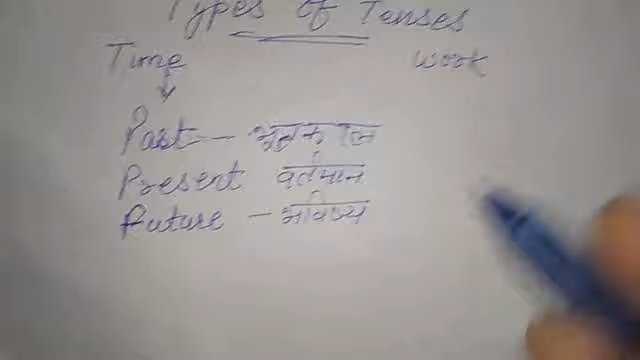 Types of Tenses
Time work
Past - भूतकाल
Present वर्तमान
Future - भविष्य